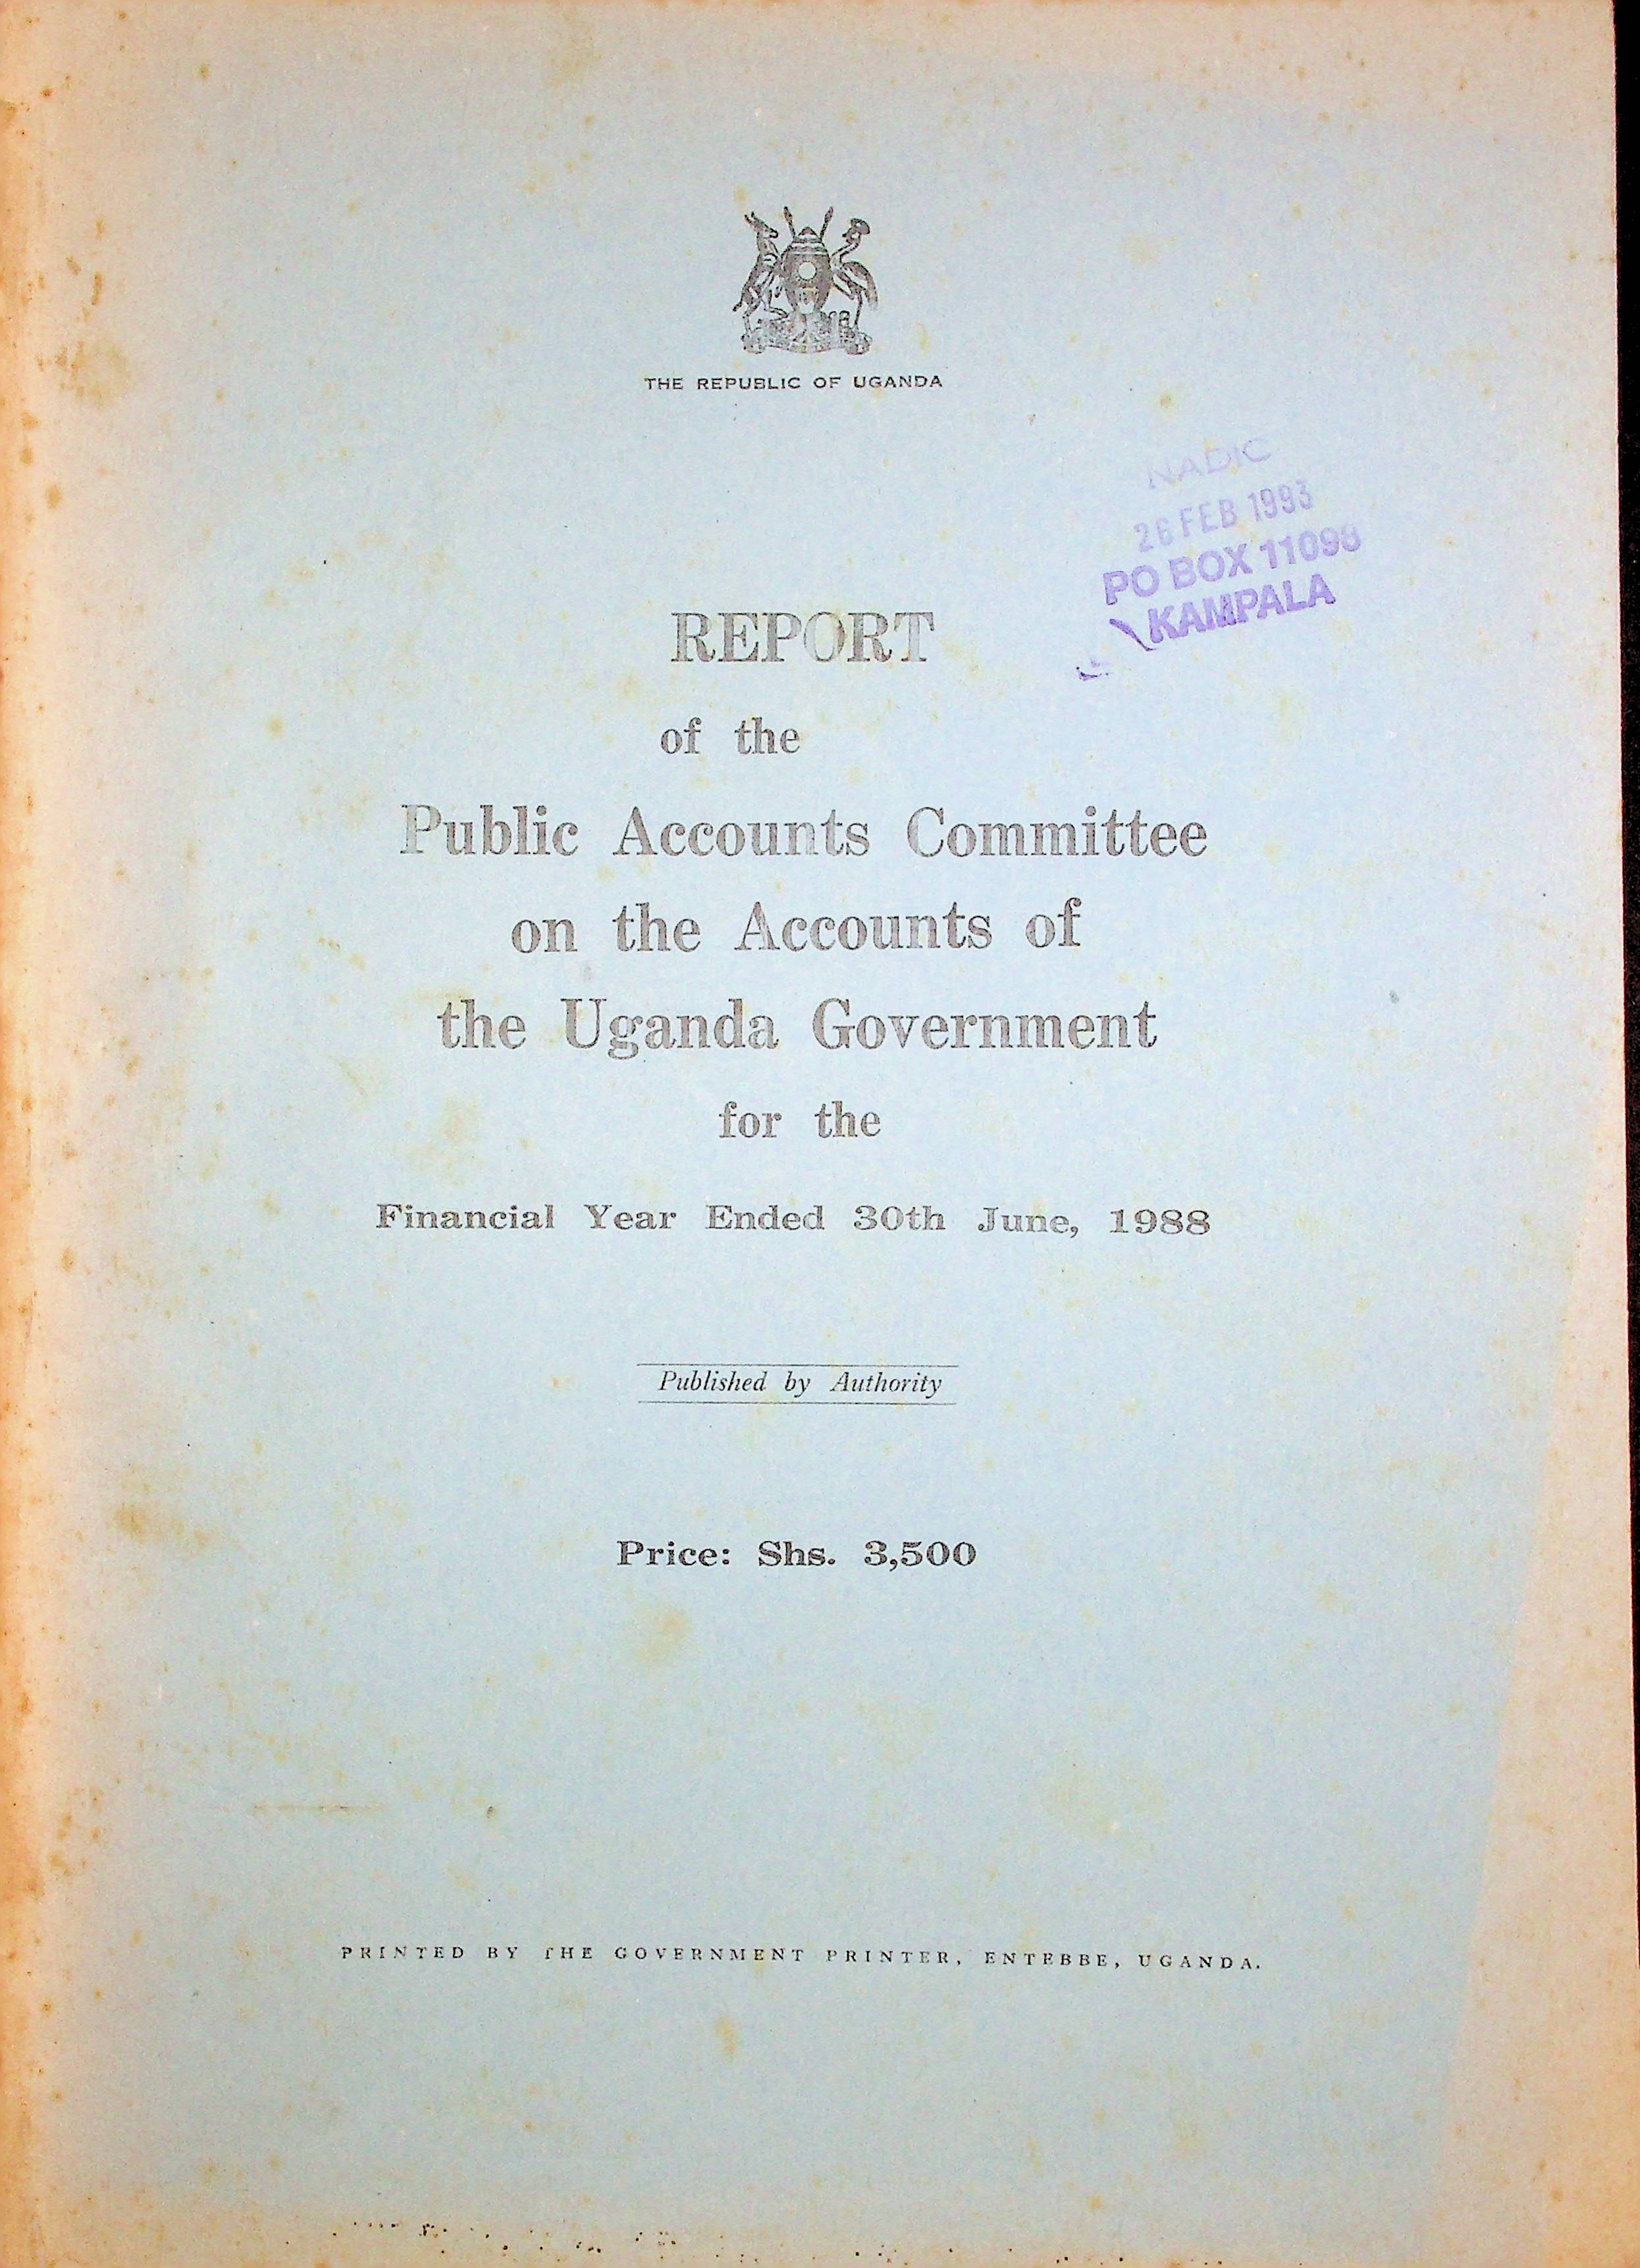 THE REPUBLIC OF UGANDA
NADIC
26 FEB 1993
PO BOX 11098
KAMPALA
REPORT
of the
Public Accounts Committee
on the Accounts of
the Uganda Government
for the
Financial Year Ended 30th June, 1988
Published by Authority
Price: Shs. 3,500
PRINTED BY THE GOVERNMENT PRINTER, ENTEBBE, UGANDA.